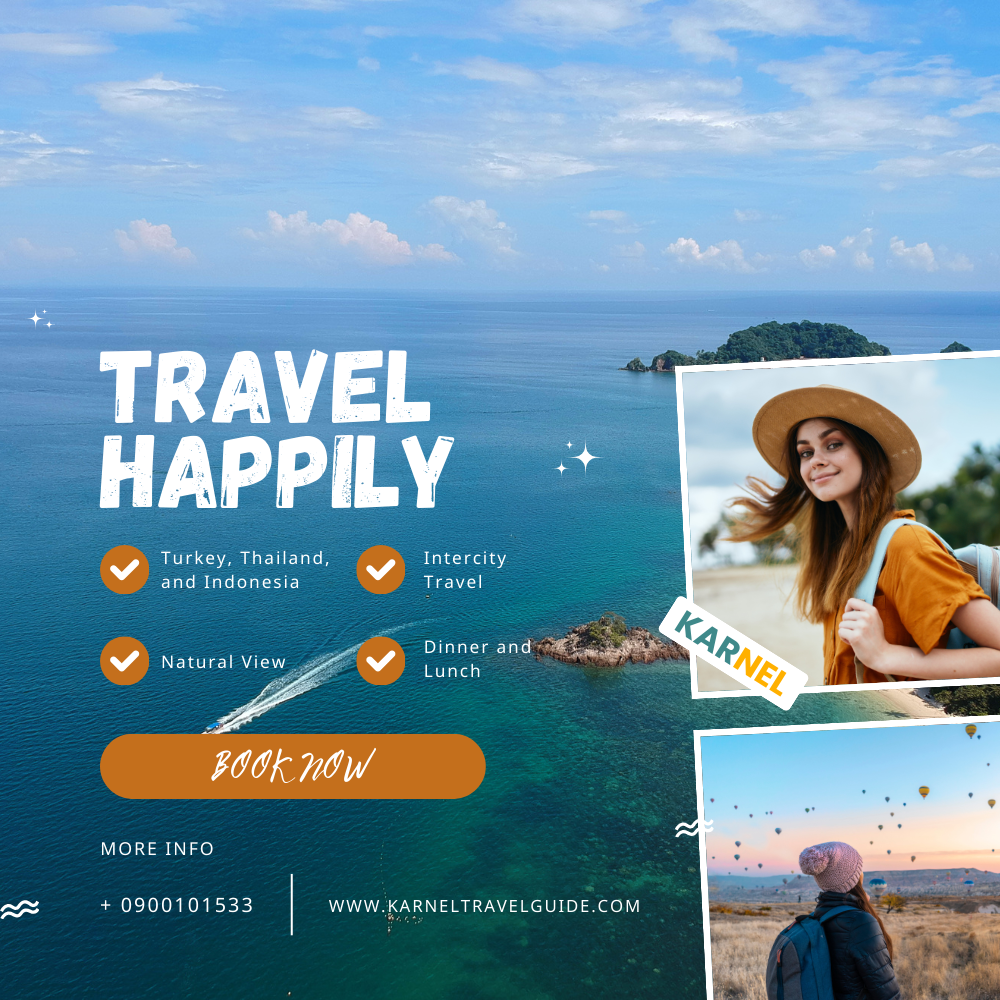 TRAVEL
HAPPILY
Turkey, Thailand,
and Indonesia
Intercity
Travel
Natural View
Dinner and
Lunch
KARNEL
BOOK NOW
MORE INFO
+ 0900101533
WWW.KARNELTRAVELGUIDE.COM